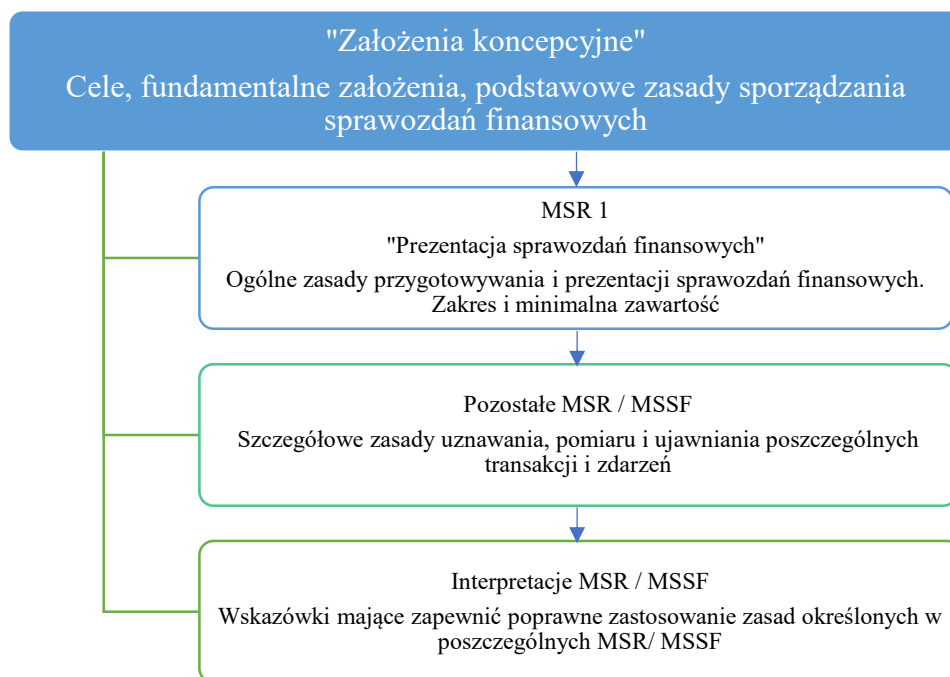 "Założenia koncepcyjne"
Cele, fundamentalne założenia, podstawowe zasady sporządzania
sprawozdań finansowych
MSR 1
"Prezentacja sprawozdań finansowych"
Ogólne zasady przygotowywania i prezentacji sprawozdań finansowych.
Zakres i minimalna zawartość
Pozostałe MSR / MSSF
Szczegółowe zasady uznawania, pomiaru i ujawniania poszczególnych
transakcji i zdarzeń
Interpretacje MSR / MSSF
Wskazówki mające zapewnić poprawne zastosowanie zasad określonych w
poszczególnych MSR/ MSSF